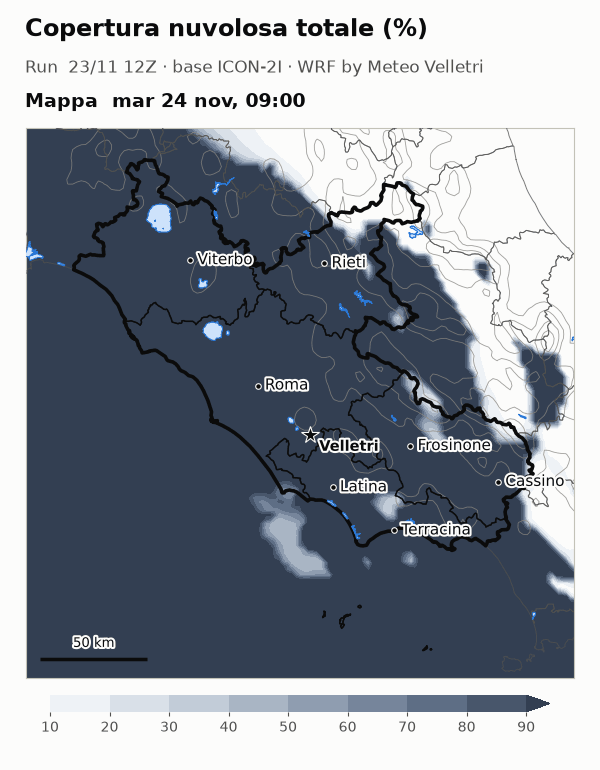 Copertura nuvolosa totale (%)
Run  23/11 12Z · base ICON-2I · WRF by Meteo Velletri
Mappa  mar 24 nov, 09:00
Viterbo
Rieti
Roma
Velletri
Frosinone
Latina
Cassino
Terracina
50 km
10 20 30 40 50 60 70 80 90